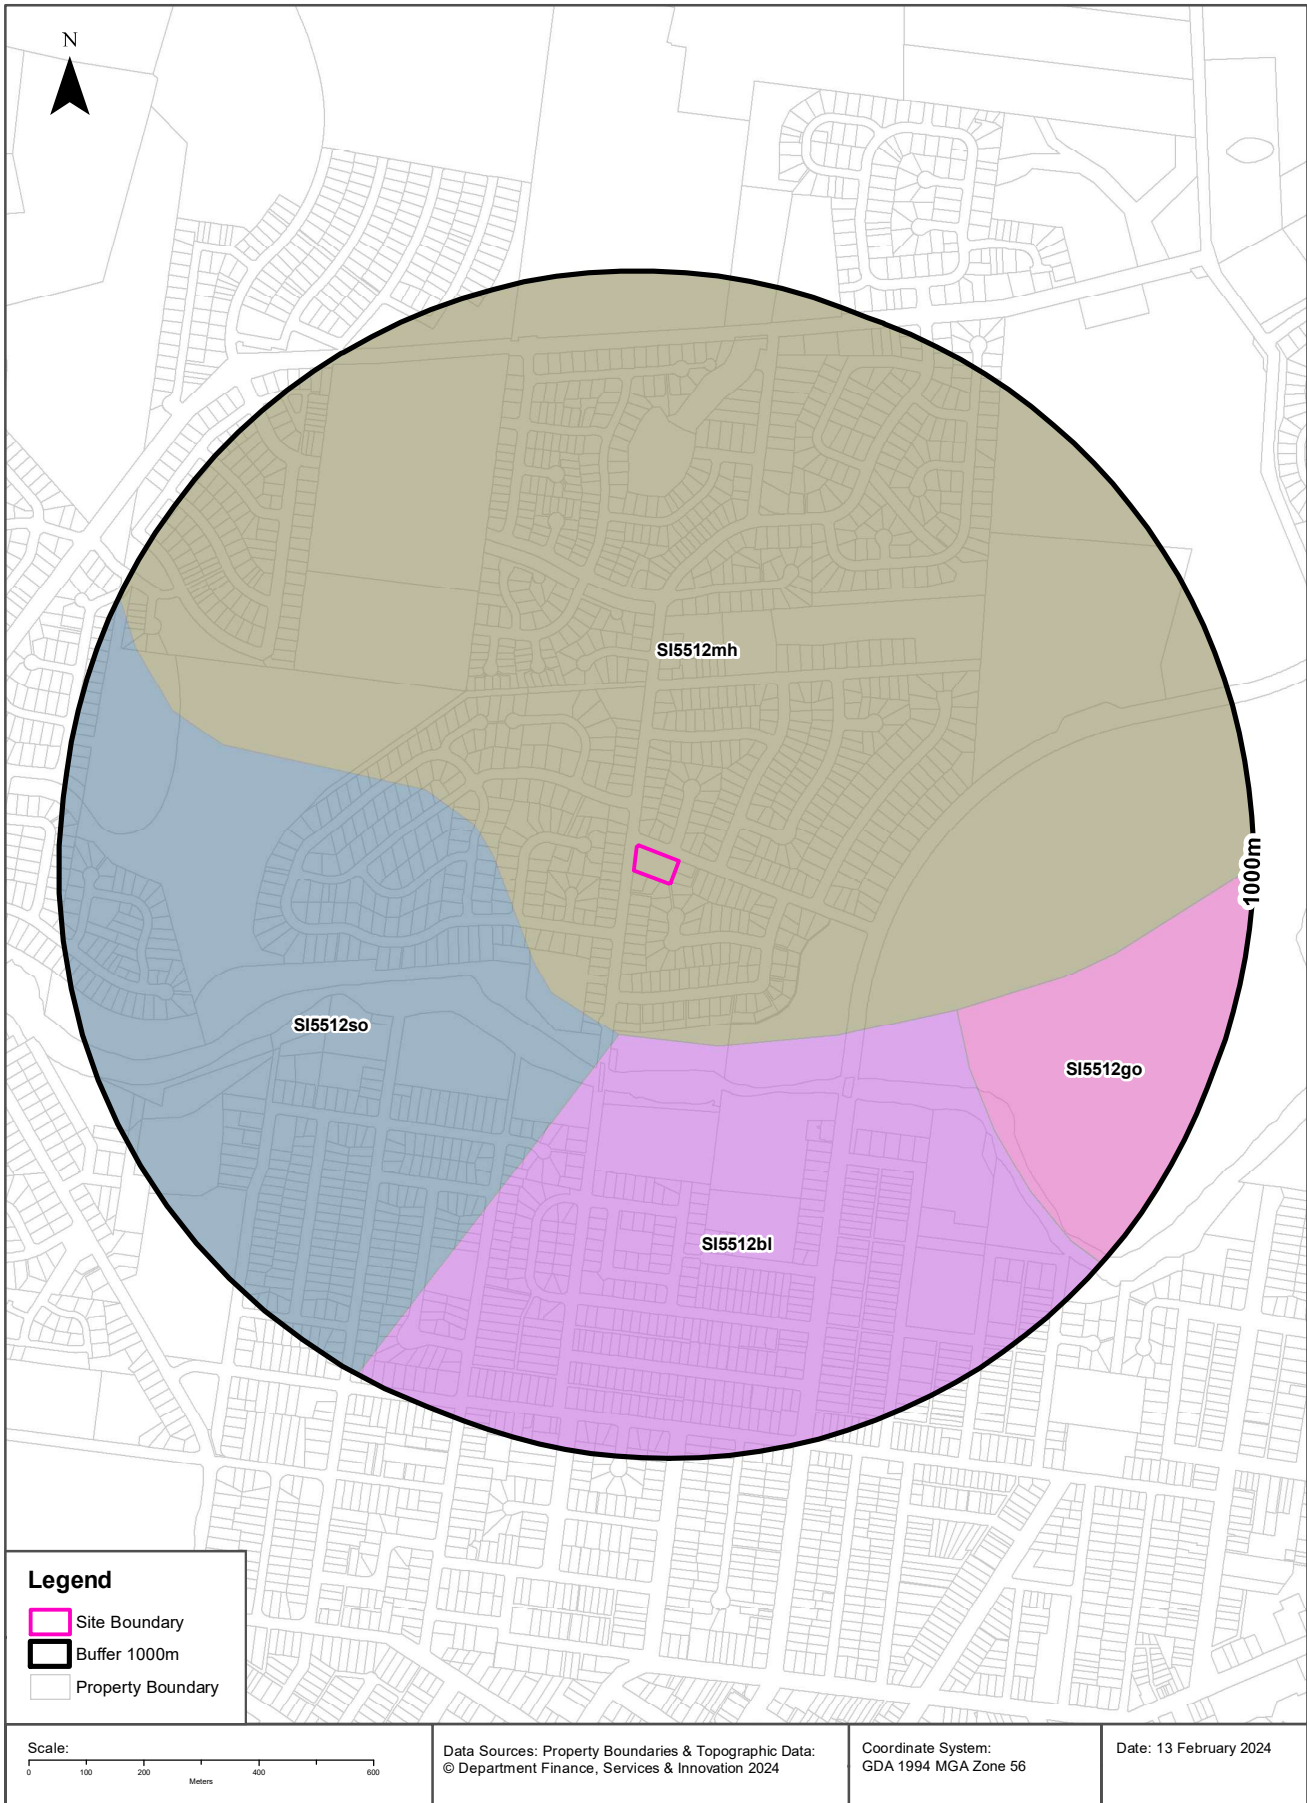 N
SI5512mh
1000m
SI5512so
SI5512go
SI5512bl
Legend
Site Boundary
Buffer 1000m
Property Boundary
Scale:
0 100 200 400 600
Meters
Data Sources: Property Boundaries & Topographic Data:
© Department Finance, Services & Innovation 2024
Coordinate System:
GDA 1994 MGA Zone 56
Date: 13 February 2024